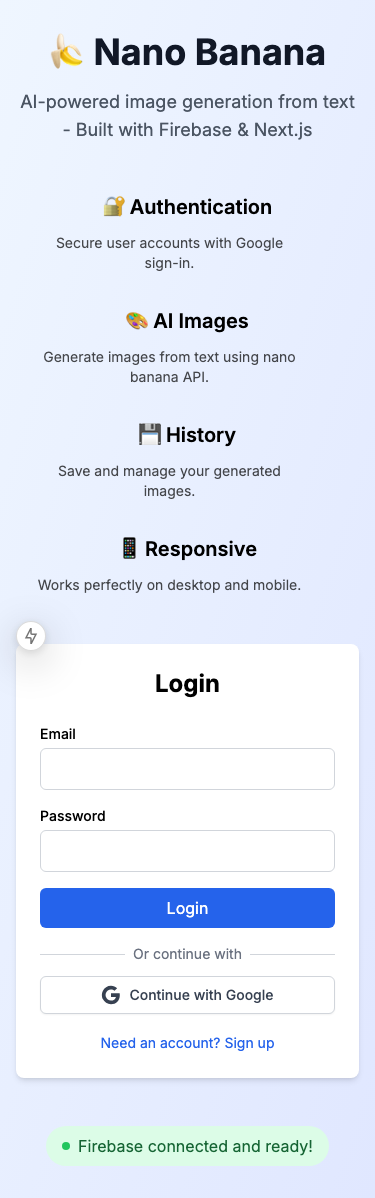 🍌 Nano Banana
AI-powered image generation from text
- Built with Firebase & Next.js
🔐 Authentication
Secure user accounts with Google
sign-in.
🎨 AI Images
Generate images from text using nano
banana API.
💾 History
Save and manage your generated
images.
📱 Responsive
Works perfectly on desktop and mobile.
Login
Email
Password
Login
Or continue with
Continue with Google
Need an account? Sign up
Firebase connected and ready!